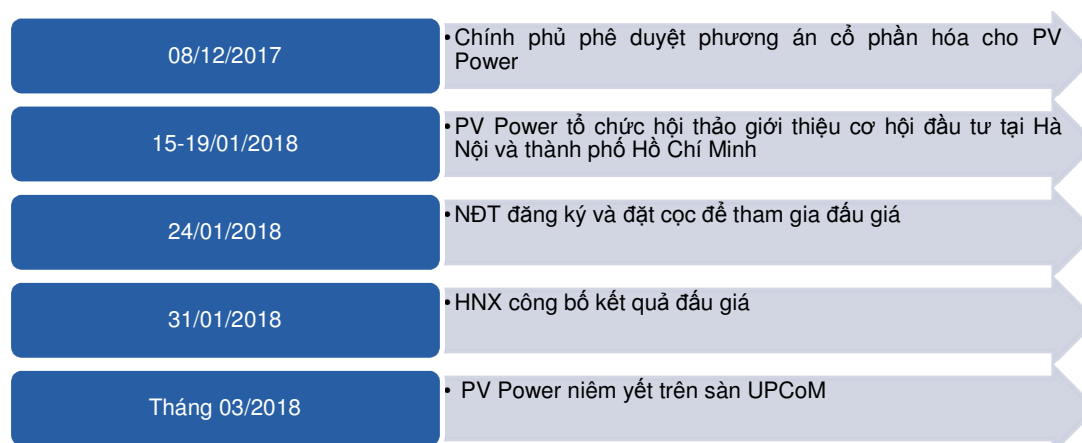 08/12/2017
•Chính phủ phê duyệt phương án cổ phần hóa cho PV
Power
15-19/01/2018
•PV Power tổ chức hội thảo giới thiệu cơ hội đầu tư tại Hà
Nội và thành phố Hồ Chí Minh
24/01/2018
•NĐT đăng ký và đặt cọc để tham gia đấu giá
31/01/2018
•HNX công bố kết quả đấu giá
Tháng 03/2018
• PV Power niêm yết trên sàn UPCoM